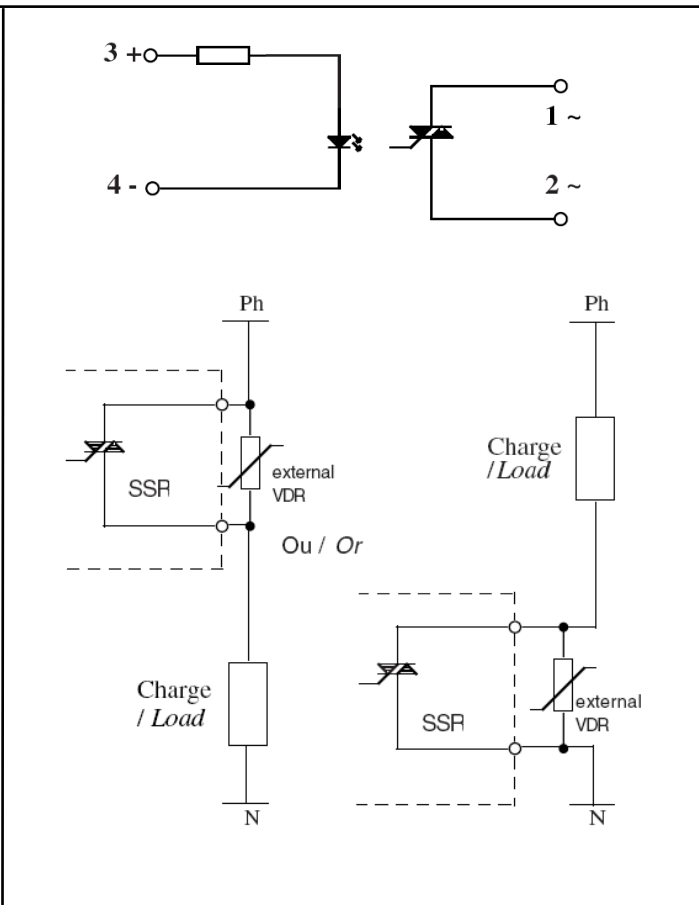 3 +
1 ~
4 -
2 ~
Ph
SSR
external
VDR
Ou / Or
Charge
/ Load
N
Ph
Charge
/Load
SSR
external
VDR
N